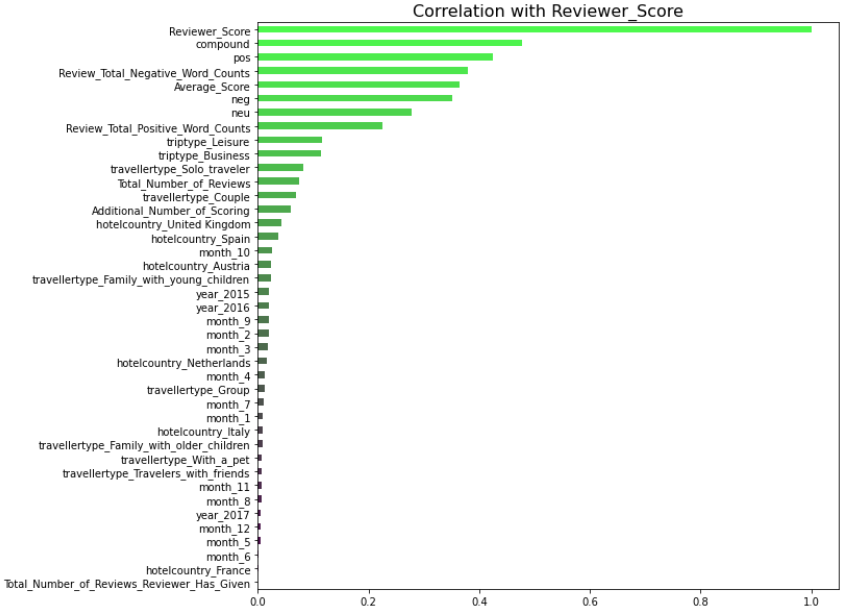 Correlation with Reviewer_Score
Reviewer_Score
compound
pos
Review_Total_Negative_Word_Counts
Average_Score
neg
neu
Review_Total_Positive_Word_Counts
triptype_Leisure
triptype_Business
travellertype_Solo_traveler
Total_Number_of_Reviews
travellertype_Couple
Additional_Number_of_Scoring
hotelcountry_United Kingdom
hotelcountry_Spain
month_10
hotelcountry_Austria
travellertype_Family_with_young_children
year_2015
year_2016
month_9
month_2
month_3
hotelcountry_Netherlands
month_4
travellertype_Group
month_7
month_1
hotelcountry_Italy
travellertype_Family_with_older_children
travellertype_With_a_pet
travellertype_Travelers_with_friends
month_11
month_8
year_2017
month_12
month_5
month_6
hotelcountry_France
Total_Number_of_Reviews_Reviewer_Has_Given
0.0 0.2 0.4 0.6 0.8 1.0